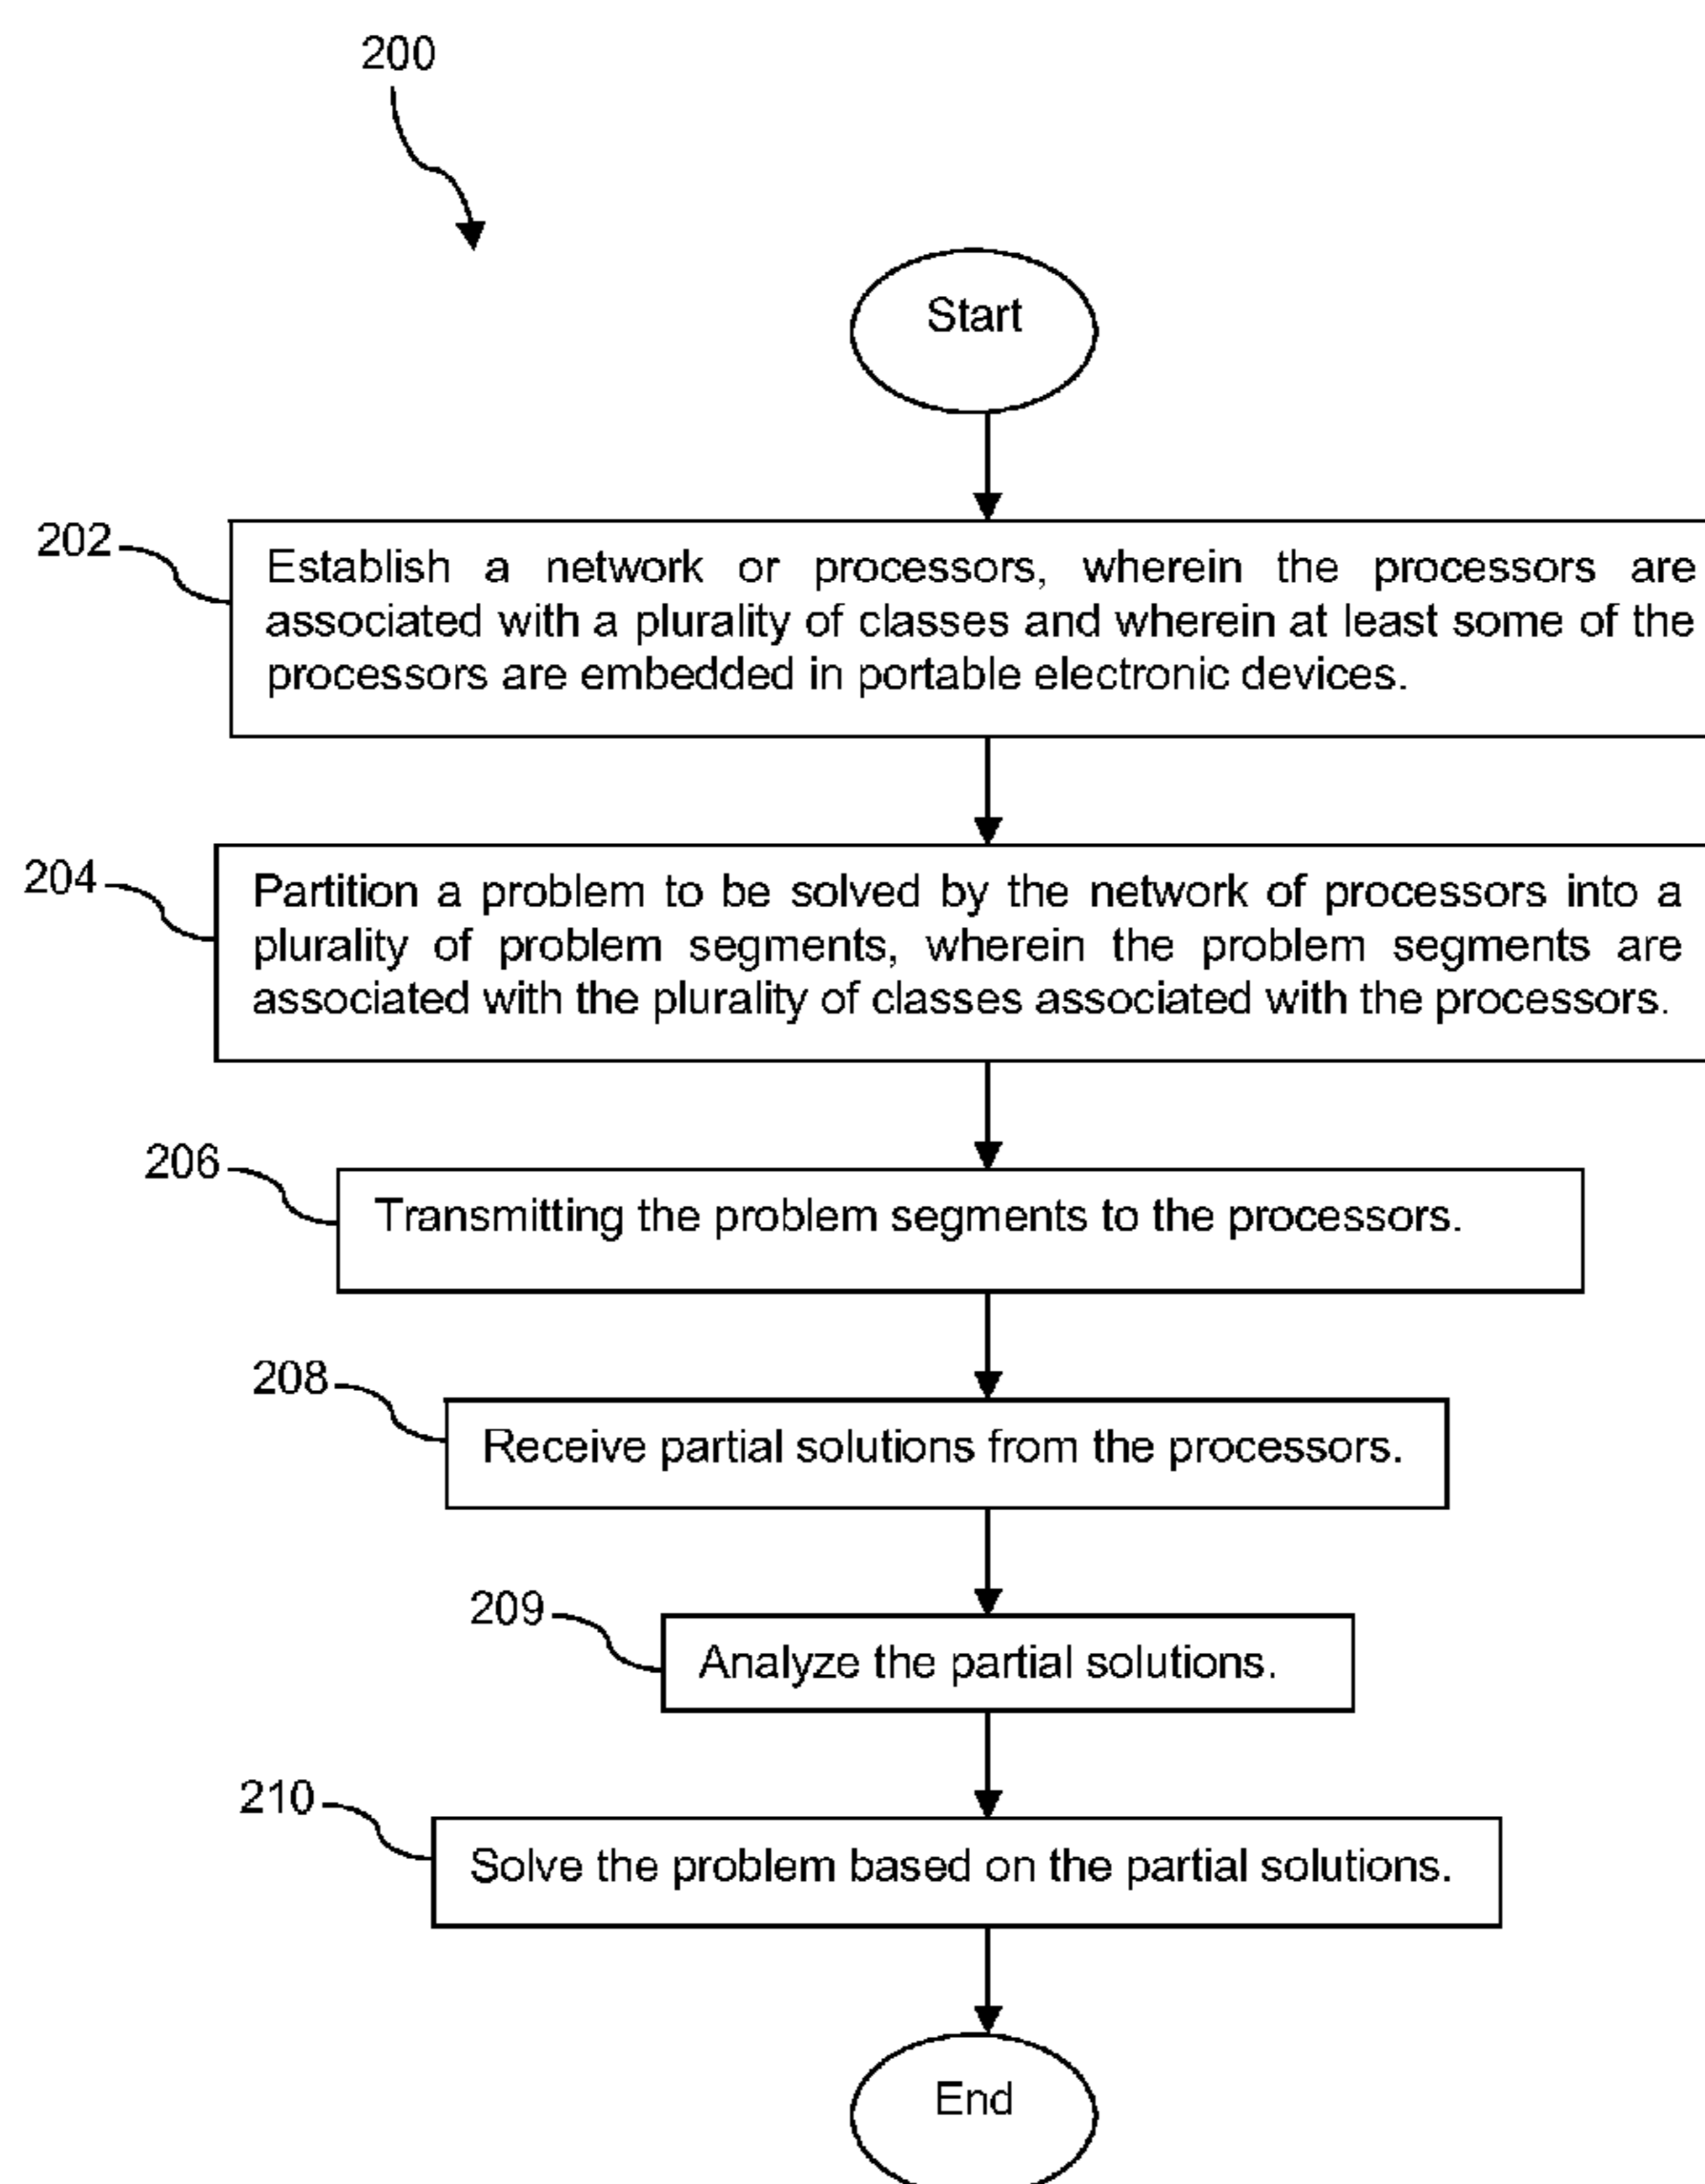 200
Start
202
Establish a network or processors, wherein the processors are
associated with a plurality of classes and wherein at least some of the
processors are embedded in portable electronic devices.
204
Partition a problem to be solved by the network of processors into a
plurality of problem segments, wherein the problem segments are
associated with the plurality of classes associated with the processors.
206
Transmitting the problem segments to the processors.
208
Receive partial solutions from the processors.
209
Analyze the partial solutions.
210
Solve the problem based on the partial solutions.
End